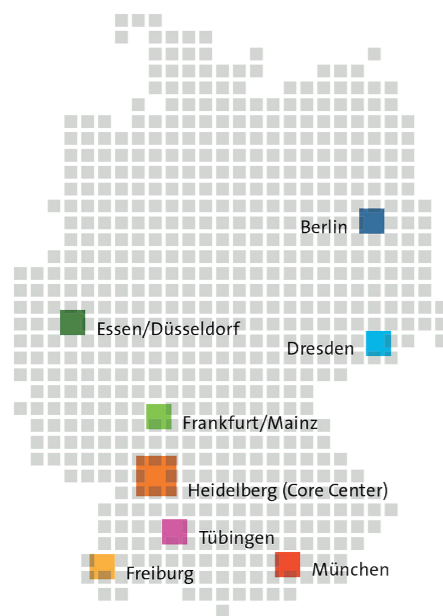 Berlin
Essen/Düsseldorf
Dresden
Frankfurt/Mainz
Heidelberg (Core Center)
Tübingen
Freiburg
München